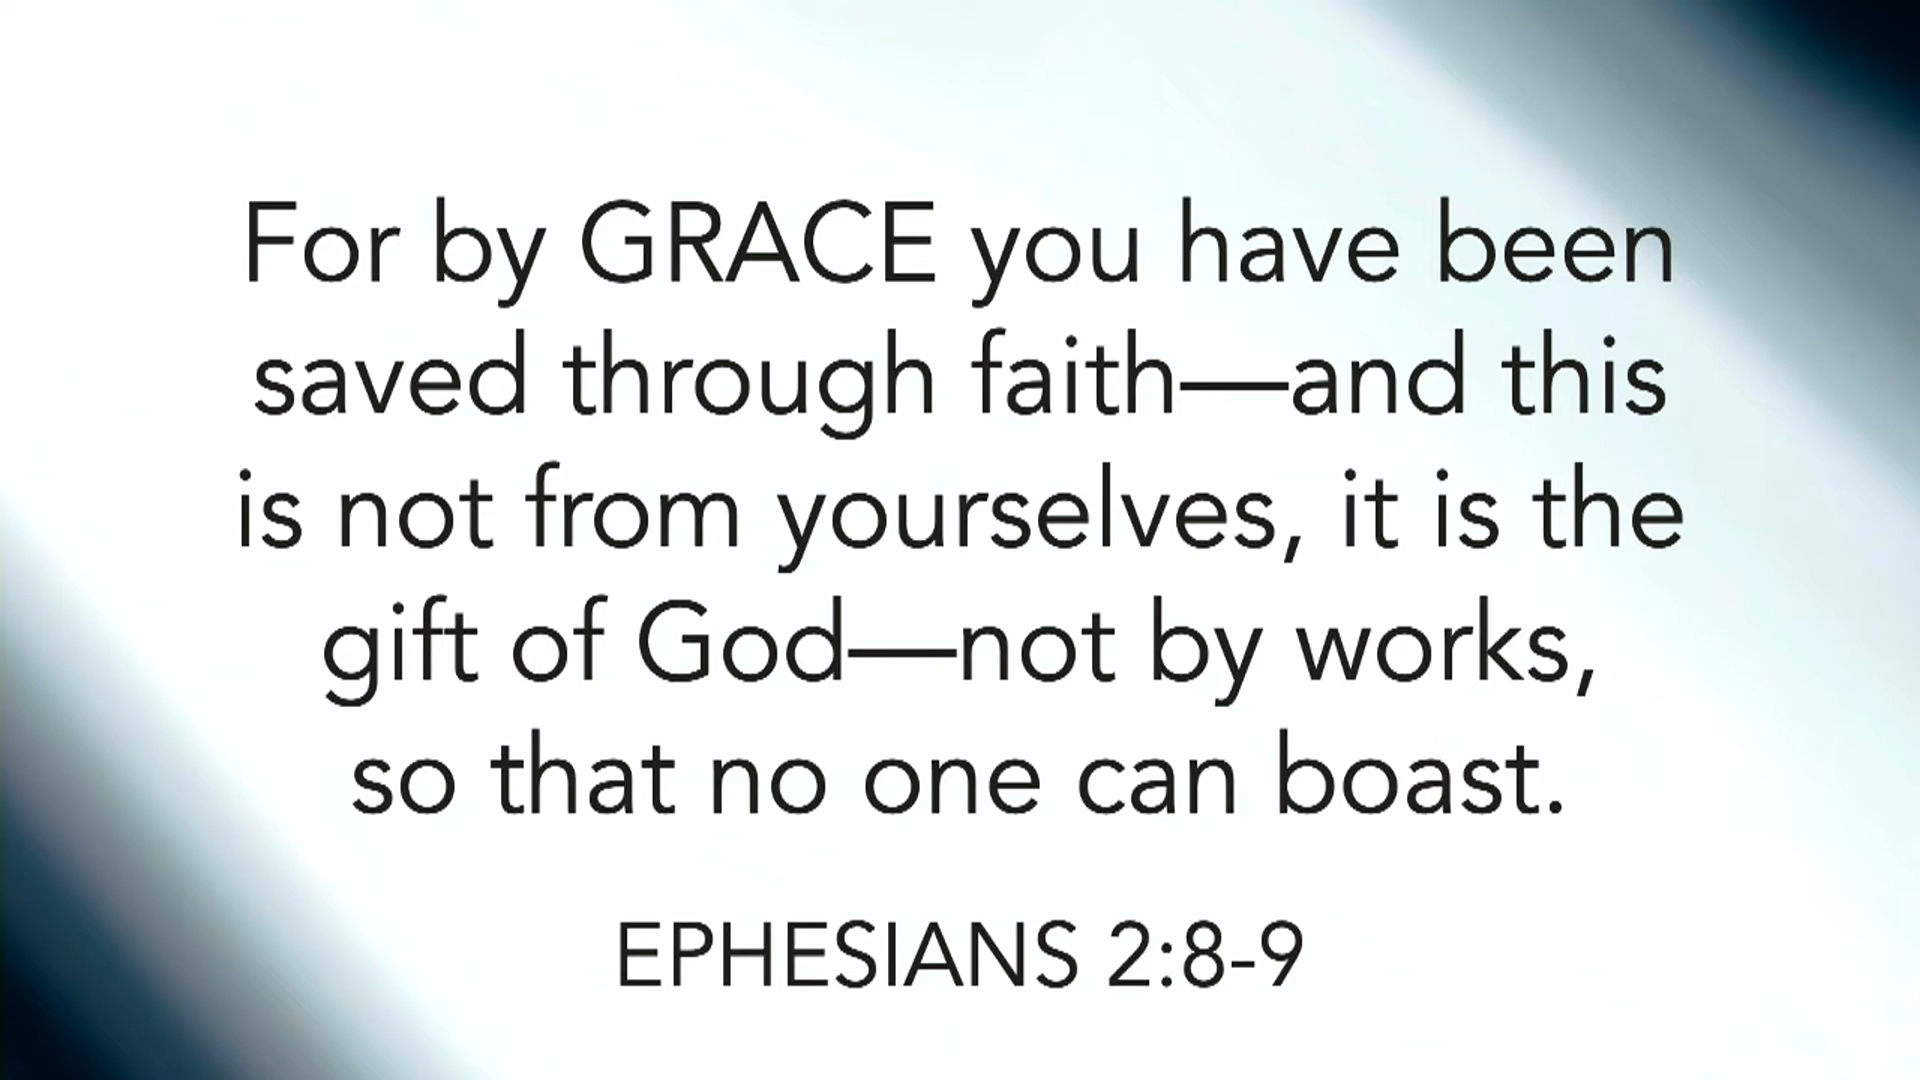 For by GRACE you have been
saved through faith—and this
is not from yourselves, it is the
gift of God—not by works,
so that no one can boast.
EPHESIANS 2:8-9